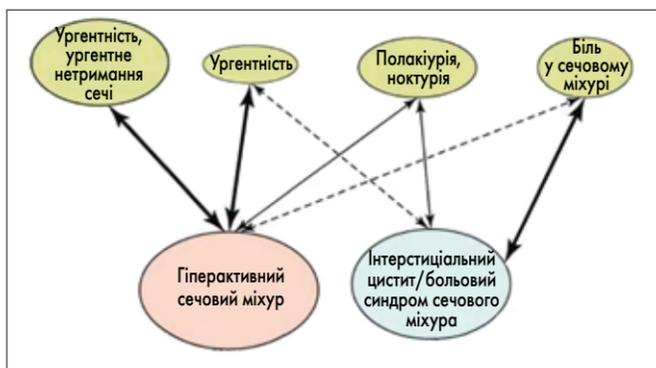 Ургентність,
ургентне
нетримання
сечі
Ургентність
Полакіурія,
ноктурія
Біль
у сечовому
міхурі
Гіперактивний
сечовий міхур
Інтерстиціальний
цистит/больовий
синдром сечового
міхура